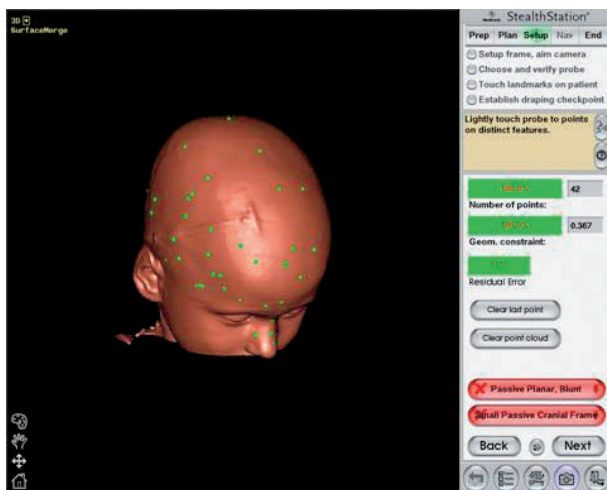 3D
SurfaceMerge
StealthStation
Prep Plan Setup Nav End
Setup frame, aim camera
Choose and verify probe
Touch landmarks on patient
Establish draping checkpoint
Lightly touch probe to points
on distinct features.
42
Number of points:
0.367
Geom. constraint:
Residual Error
Clear last point
Clear point cloud
Passive Planar, Blunt
Small Passive Cranial Frame
Back Next